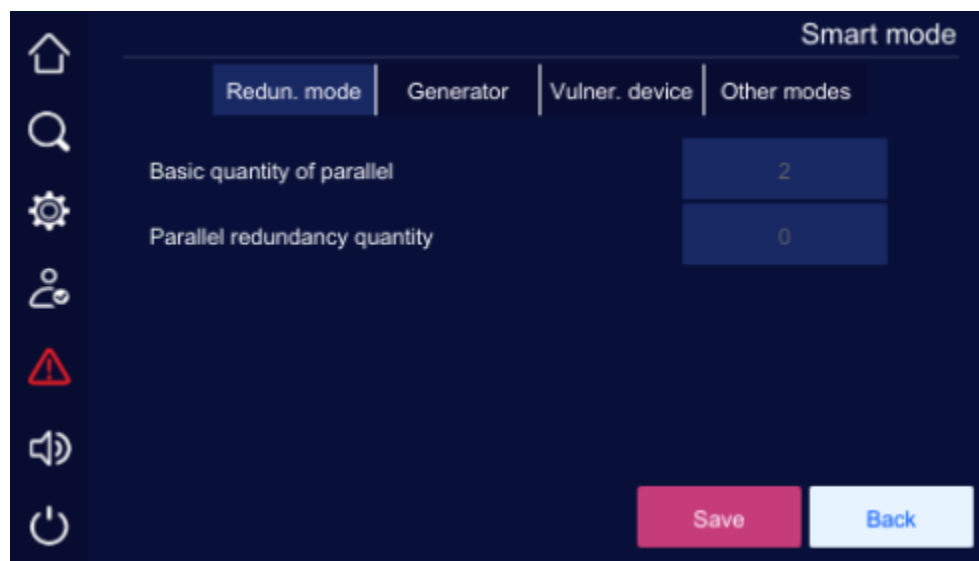 Smart mode
Redun. mode Generator Vulner. device Other modes
Basic quantity of parallel 2
Parallel redundancy quantity 0
Save Back